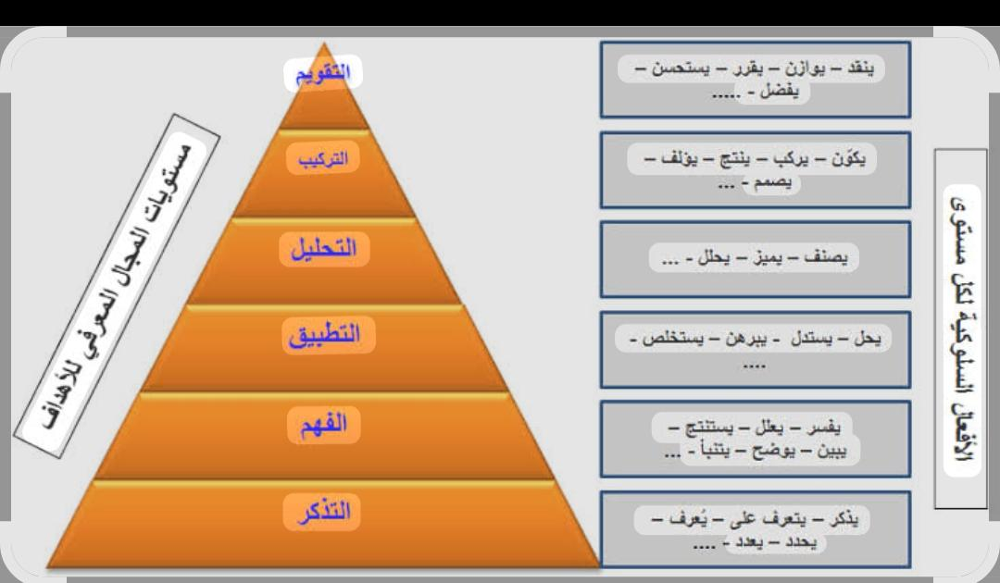 مستويات المجال المعرفي للأهداف
التقويم
التركيب
التحليل
التطبيق
الفهم
التذكر
ينقد – يوازن – يقرر – يستحسن –
يفضل - .....
يكوّن – يركب – ينتج – يؤلف –
يصمم - ...
يصنف – يميز – يحلل - ...
يحل – يستدل - يبرهن – يستخلص -
....
يفسر – يعلل – يستنتج –
يبين – يوضح – يتنبأ - ...
يذكر – يتعرف على – يُعرف –
يحدد – يعدد - ....
الأفعال السلوكية لكل مستوى